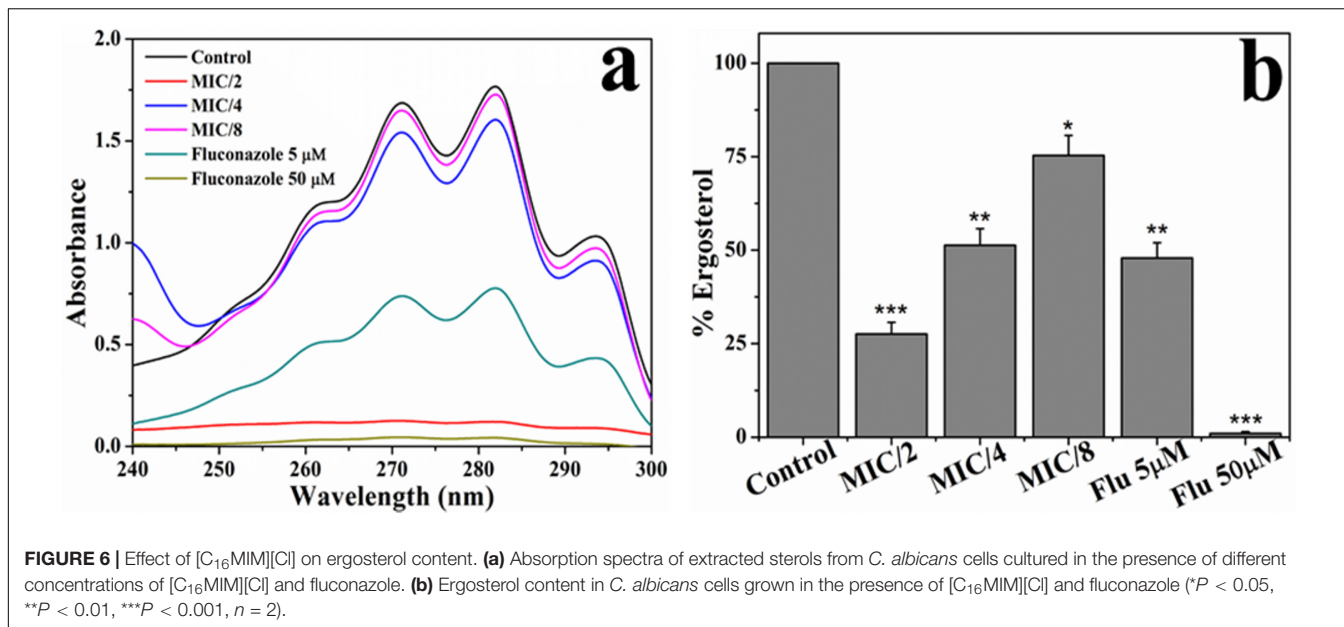 2.0
1.5
1.0
0.5
0.0
Absorbance
Control
MIC/2
MIC/4
MIC/8
Fluconazole 5 μM
Fluconazole 50 μM
a
240 250 260 270 280 290 300
Wavelength (nm)
b
100
75
50
25
0
% Ergosterol
***
**
*
**
***
Control MIC/2 MIC/4 MIC/8 Flu 5μM Flu 50μM
FIGURE 6 | Effect of [C₁₆MIM][Cl] on ergosterol content. (a) Absorption spectra of extracted sterols from C. albicans cells cultured in the presence of different
concentrations of [C₁₆MIM][Cl] and fluconazole. (b) Ergosterol content in C. albicans cells grown in the presence of [C₁₆MIM][Cl] and fluconazole (*P < 0.05,
**P < 0.01, ***P < 0.001, n = 2).